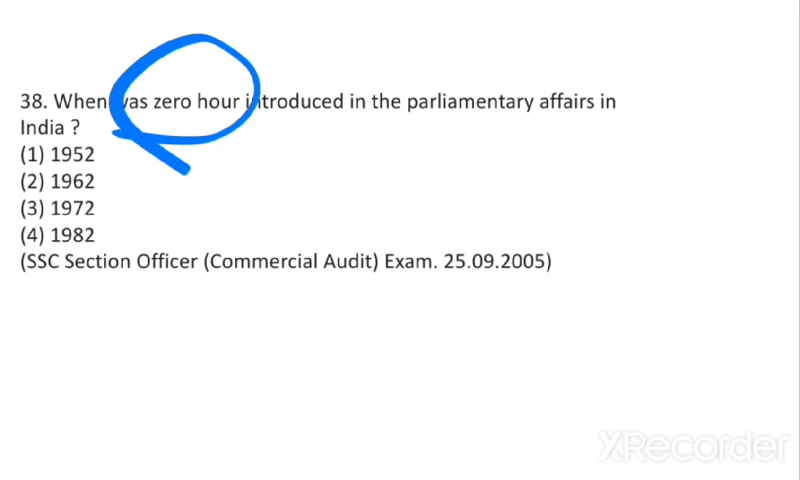 38. When was zero hour introduced in the parliamentary affairs in
India ?
(1) 1952
(2) 1962
(3) 1972
(4) 1982
(SSC Section Officer (Commercial Audit) Exam. 25.09.2005)
XRecorder